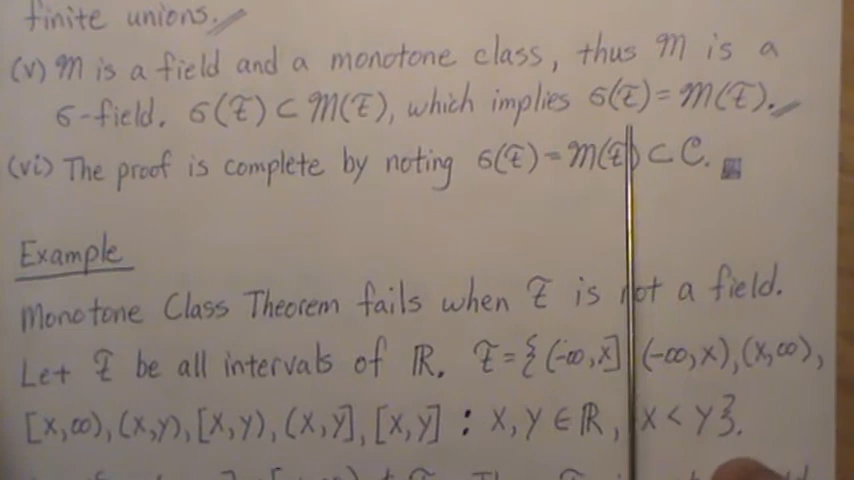 finite unions.
(v) 𝓜 is a field and a monotone class, thus 𝓜 is a
σ-field. σ(𝓕) ⊂ 𝓜(𝓕), which implies σ(𝓕) = 𝓜(𝓕).
(vi) The proof is complete by noting σ(𝓕) = 𝓜(𝓕) ⊂ C.
Example
Monotone Class Theorem fails when 𝓕 is not a field.
Let 𝓕 be all intervals of ℝ. 𝓕 = {(-∞, x], (-∞, x), (x, ∞),
[x, ∞), (x, y), [x, y), (x, y], [x, y] : x, y ∈ ℝ, x < y}.